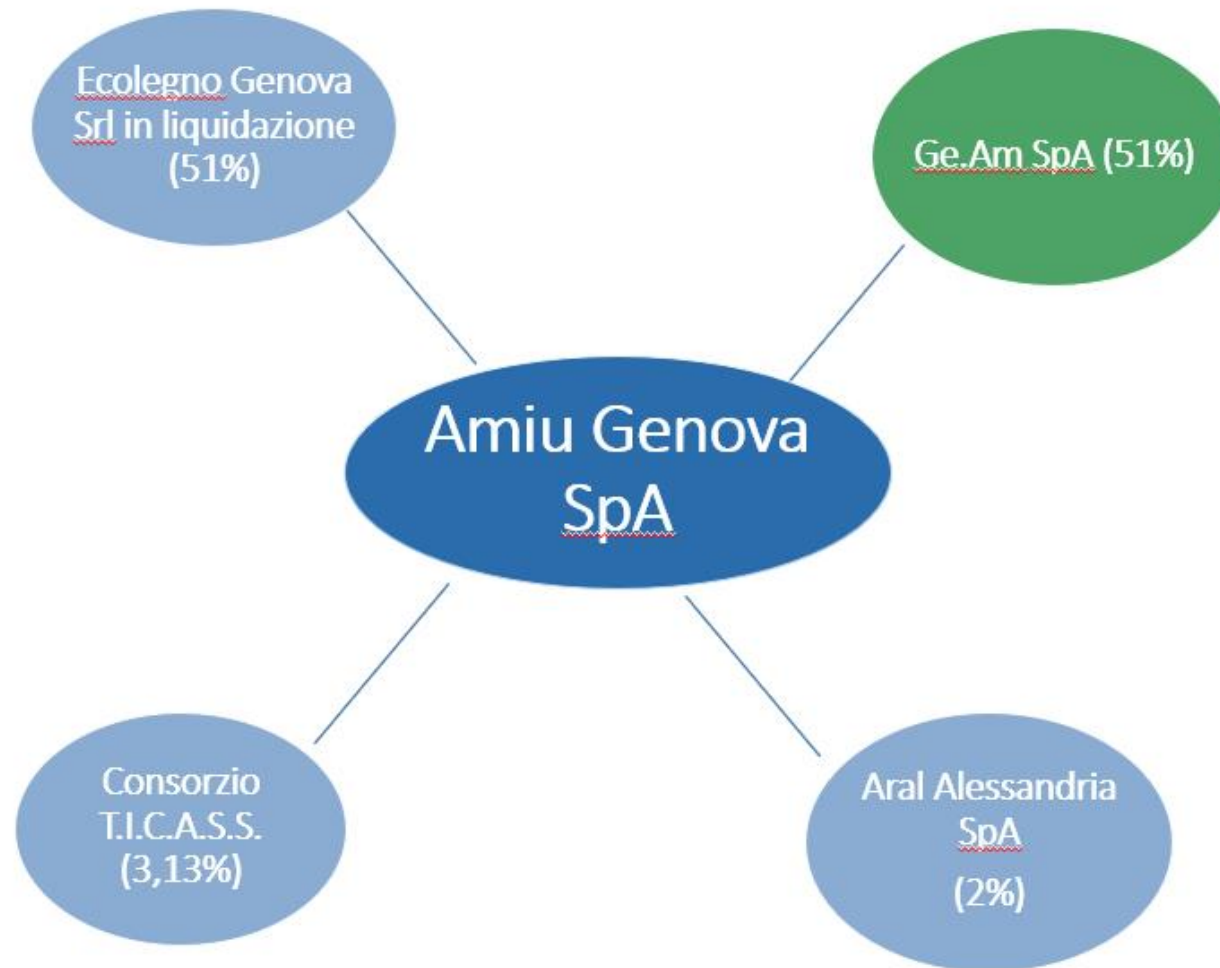 Ecolegno Genova
Srl in liquidazione
(51%)
Ge.Am SpA (51%)
Amiu Genova
SpA
Consorzio
T.I.C.A.S.S.
(3,13%)
Aral Alessandria
SpA
(2%)